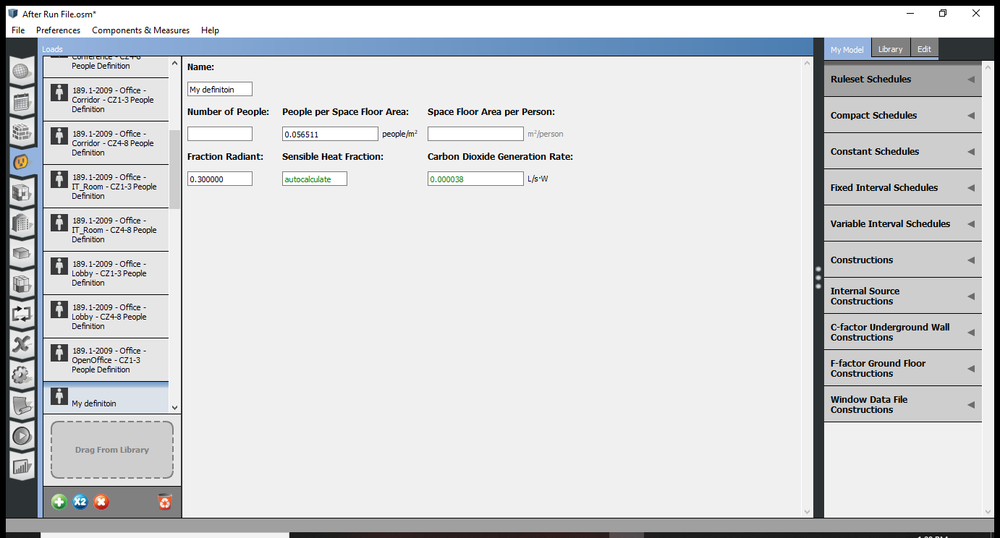 After Run File.osm*
File Preferences Components & Measures Help
Loads
My Model Library Edit
Conference - CZ4-8
People Definition
189.1-2009 - Office -
Corridor - CZ1-3 People
Definition
189.1-2009 - Office -
Corridor - CZ4-8 People
Definition
189.1-2009 - Office -
IT_Room - CZ1-3 People
Definition
189.1-2009 - Office -
IT_Room - CZ4-8 People
Definition
189.1-2009 - Office -
Lobby - CZ1-3 People
Definition
189.1-2009 - Office -
Lobby - CZ4-8 People
Definition
189.1-2009 - Office -
OpenOffice - CZ1-3
People Definition
My definitoin
Drag From Library
X2
Name:
My definitoin
Number of People: People per Space Floor Area: Space Floor Area per Person:
0.056511 people/m² m²/person
Fraction Radiant: Sensible Heat Fraction: Carbon Dioxide Generation Rate:
0.300000 autocalculate 0.000038 L/s·W
Ruleset Schedules
Compact Schedules
Constant Schedules
Fixed Interval Schedules
Variable Interval Schedules
Constructions
Internal Source
Constructions
C-factor Underground Wall
Constructions
F-factor Ground Floor
Constructions
Window Data File
Constructions